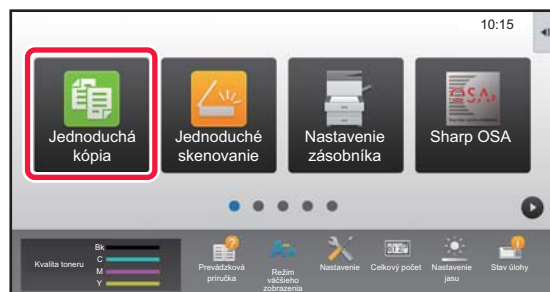 10:15
Jednoduchá
kópia
Jednoduché
skenovanie
Nastavenie
zásobníka
Sharp OSA
OSA
Kvalita toneru
Bk
C
M
Y
Prevádzková
príručka
Režim
väčšieho
zobrazenia
Nastavenie
Celkový počet
Nastavenie
jasu
Stav úlohy